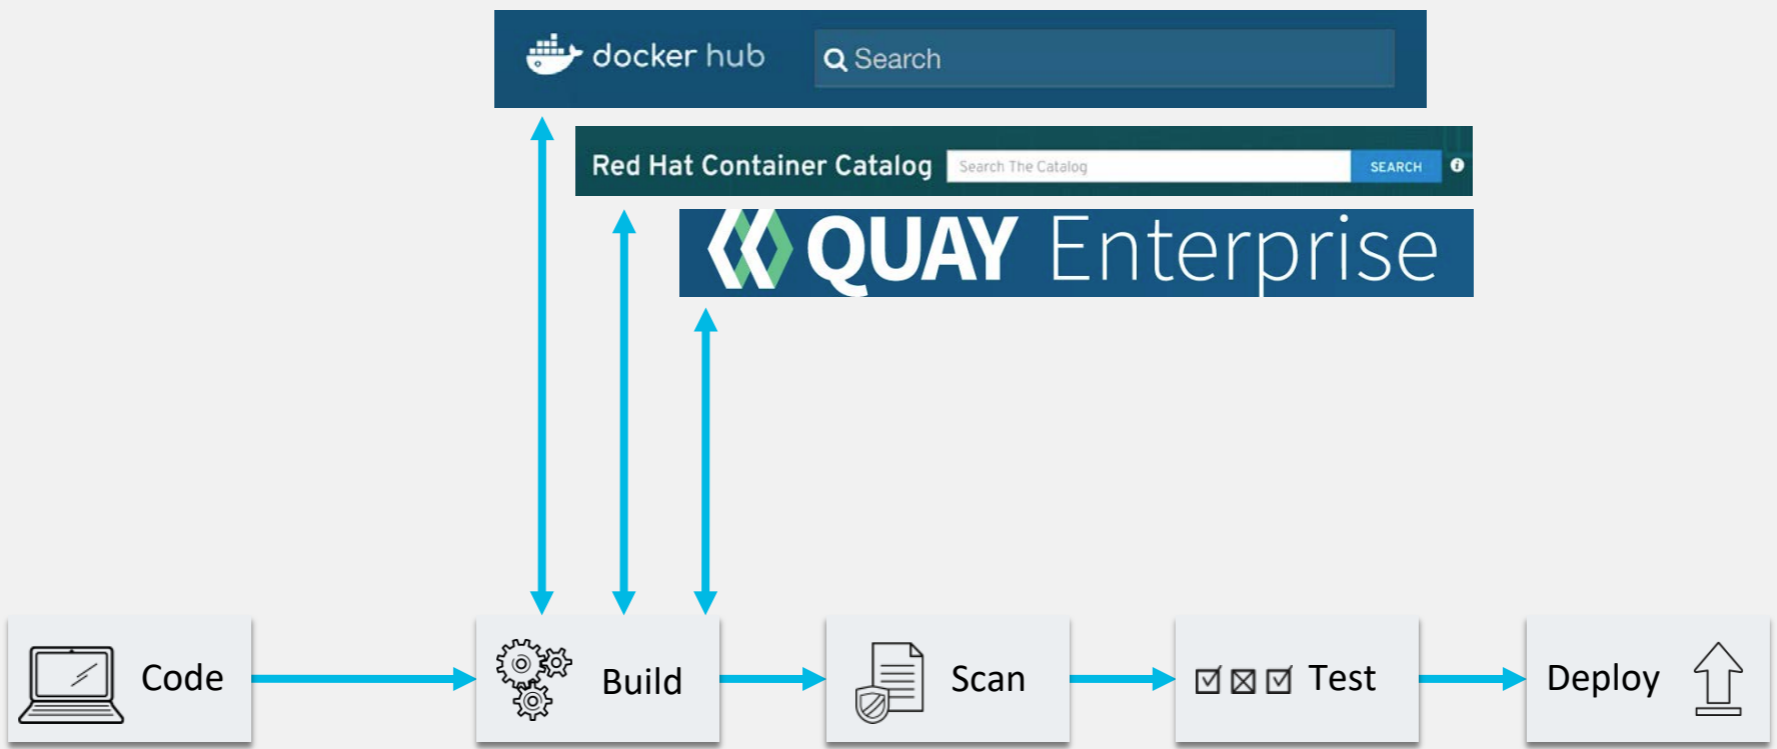 docker hub
Search
Red Hat Container Catalog
Search The Catalog
SEARCH
QUAY Enterprise
Code
Build
Scan
Test
Deploy